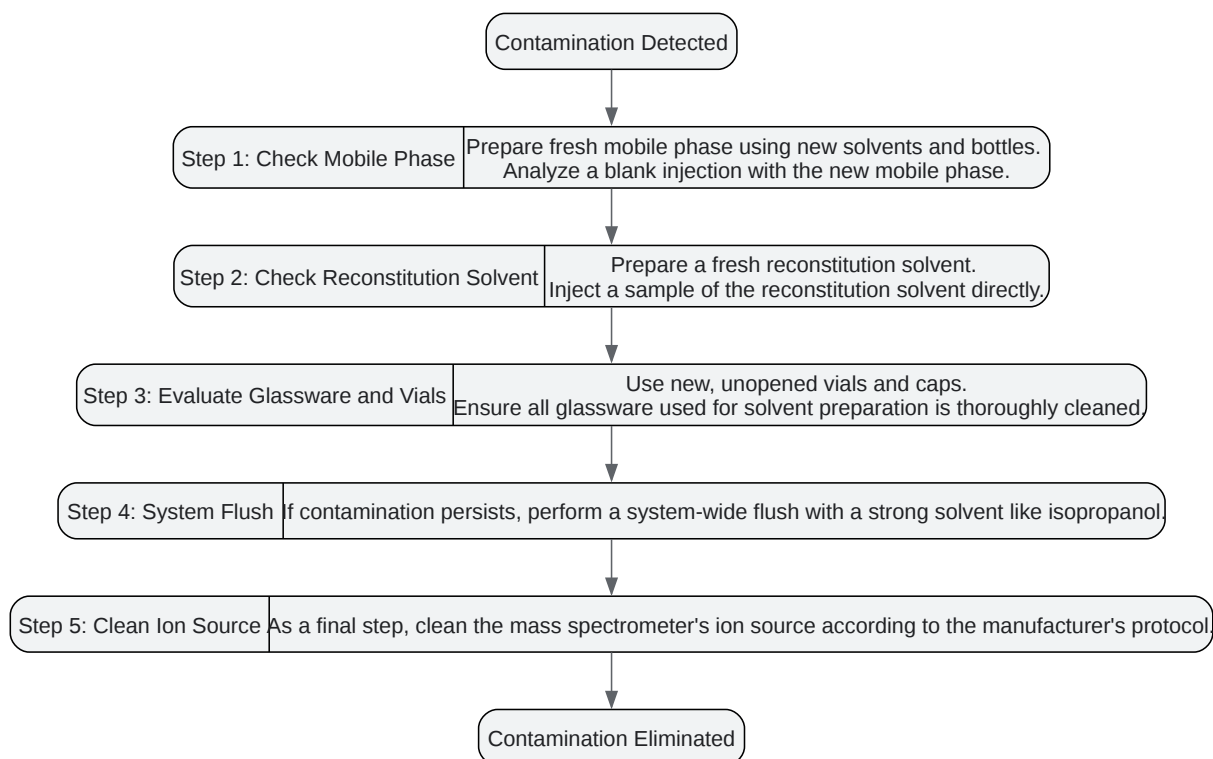 Contamination Detected
Step 1: Check Mobile Phase
Prepare fresh mobile phase using new solvents and bottles.
Analyze a blank injection with the new mobile phase.
Step 2: Check Reconstitution Solvent
Prepare a fresh reconstitution solvent.
Inject a sample of the reconstitution solvent directly.
Step 3: Evaluate Glassware and Vials
Use new, unopened vials and caps.
Ensure all glassware used for solvent preparation is thoroughly cleaned.
Step 4: System Flush
If contamination persists, perform a system-wide flush with a strong solvent like isopropanol.
Step 5: Clean Ion Source
As a final step, clean the mass spectrometer's ion source according to the manufacturer's protocol.
Contamination Eliminated